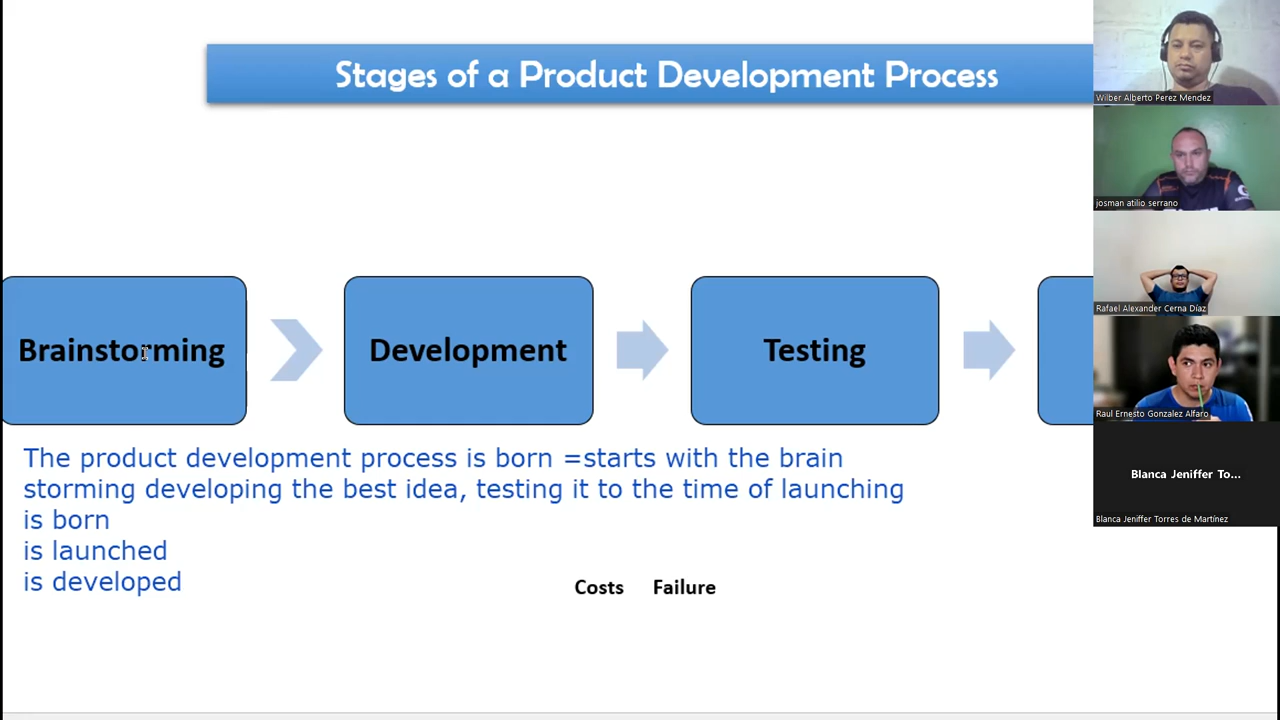 Stages of a Product Development Process
Wilber Alberto Perez Mendez
josman atilio serrano
Rafael Alexander Cerna Díaz
Raul Ernesto Gonzalez Alfaro
Blanca Jeniffer To...
Blanca Jeniffer Torres de Martínez
Brainstorming
Development
Testing
The product development process is born =starts with the brain
storming developing the best idea, testing it to the time of launching
is born
is launched
is developed
Costs Failure